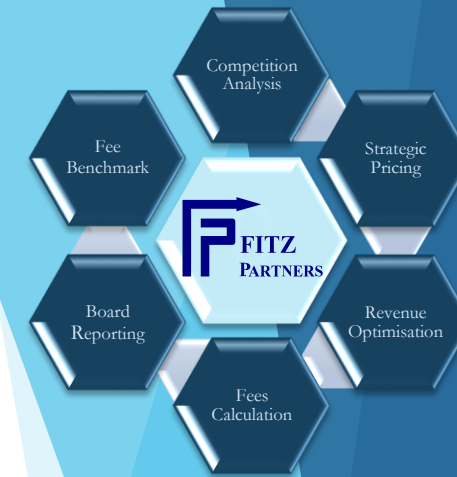 Competition
Analysis
Strategic
Pricing
Revenue
Optimisation
Fees
Calculation
Board
Reporting
Fee
Benchmark
FITZ
PARTNERS